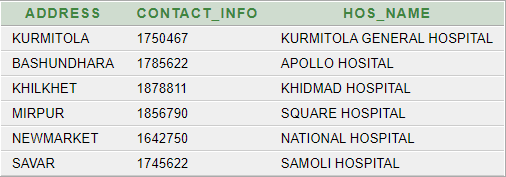 ADDRESS CONTACT_INFO HOS_NAME
KURMITOLA 1750467 KURMITOLA GENERAL HOSPITAL
BASHUNDHARA 1785622 APOLLO HOSITAL
KHILKHET 1878811 KHIDMAD HOSPITAL
MIRPUR 1856790 SQUARE HOSPITAL
NEWMARKET 1642750 NATIONAL HOSPITAL
SAVAR 1745622 SAMOLI HOSPITAL